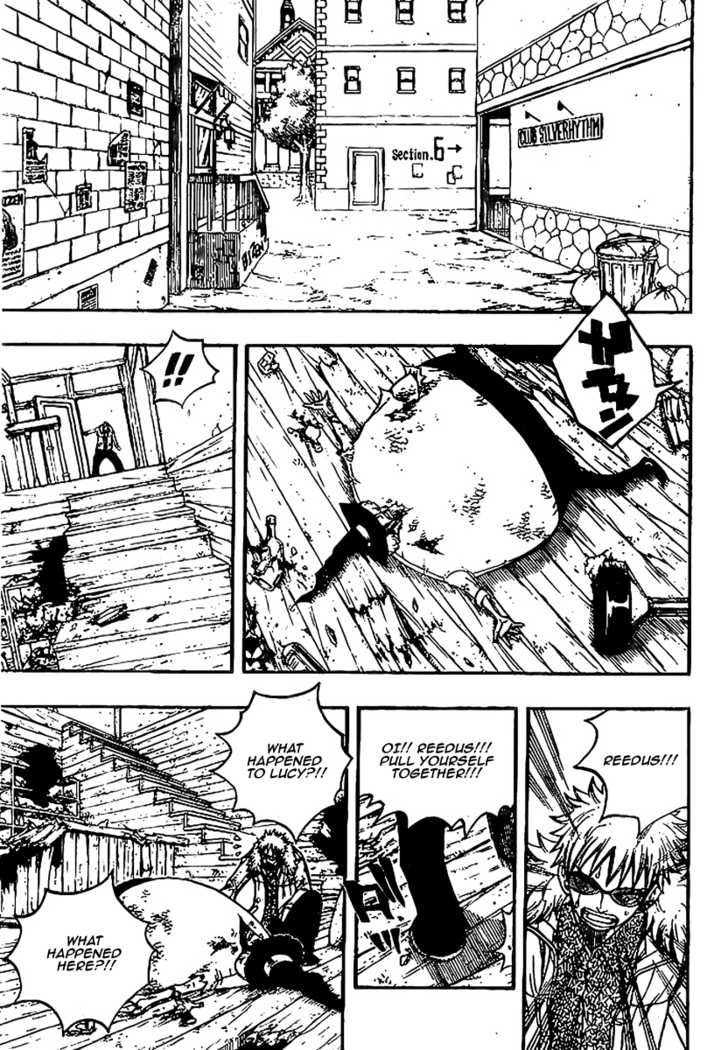 Section.6→
CLUB SILVERHYTHM
!!
REEDUS!!!
OI!! REEDUS!!!
PULL YOURSELF
TOGETHER!!!
WHAT
HAPPENED
TO LUCY?!!
WHAT
HAPPENED
HERE?!!